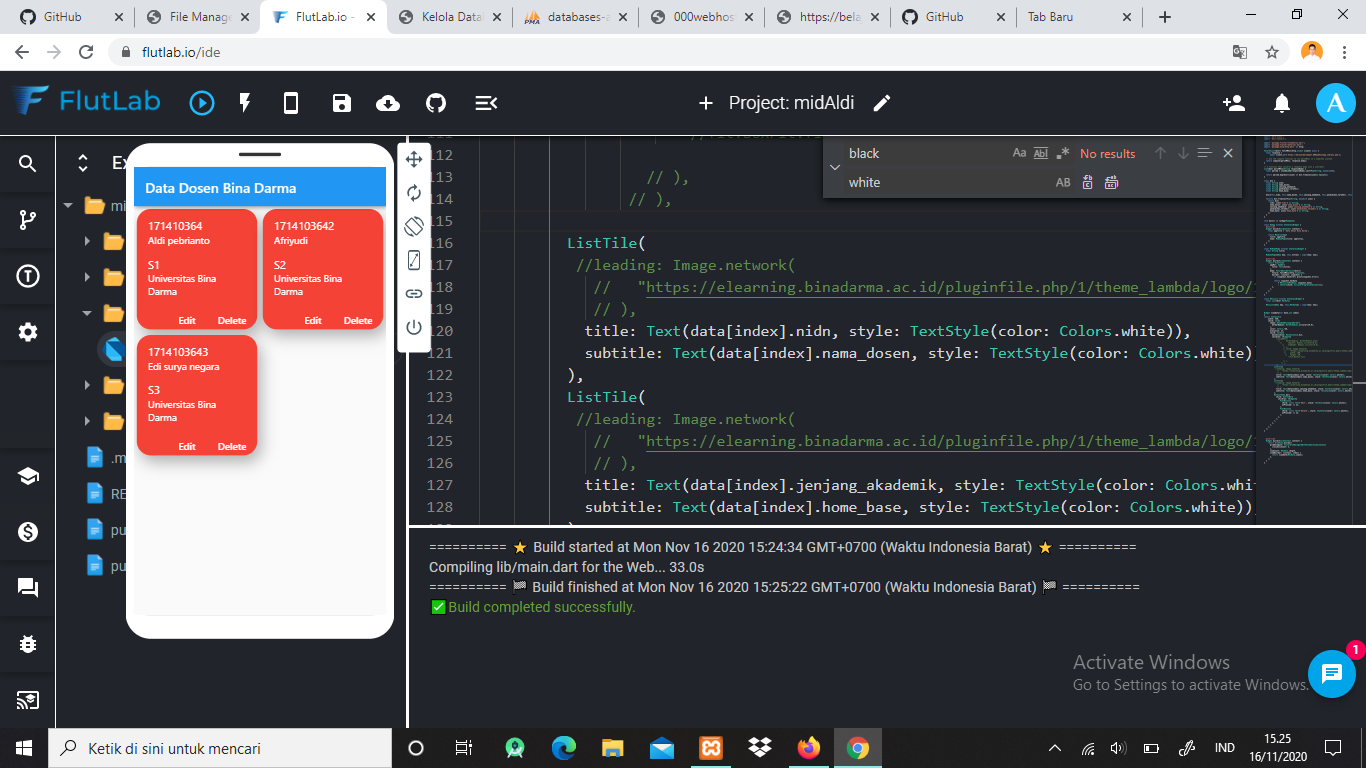 GitHub
File Manage
FlutLab.io -
Kelola Datal
databases-a
000webhos
https://bela
GitHub
Tab Baru
flutlab.io/ide
FlutLab
Project: midAldi
A
Ex
mi
.m
RE
pu
pu
Data Dosen Bina Darma
171410364
Aldi pebrianto
S1
Universitas Bina
Darma
Edit Delete
1714103642
Afriyudi
S2
Universitas Bina
Darma
Edit Delete
1714103643
Edi surya negara
S3
Universitas Bina
Darma
Edit Delete
black
Aa Abl .* No results
white
AB
112
113 // ),
114 // ),
115
116 ListTile(
117 //leading: Image.network(
118 // "https://elearning.binadarma.ac.id/pluginfile.php/1/theme_lambda/logo/
119 // ),
120 title: Text(data[index].nidn, style: TextStyle(color: Colors.white)),
121 subtitle: Text(data[index].nama_dosen, style: TextStyle(color: Colors.white)
122 ),
123 ListTile(
124 //leading: Image.network(
125 // "https://elearning.binadarma.ac.id/pluginfile.php/1/theme_lambda/logo/
126 // ),
127 title: Text(data[index].jenjang_akademik, style: TextStyle(color: Colors.whi
128 subtitle: Text(data[index].home_base, style: TextStyle(color: Colors.white))
========== ⭐ Build started at Mon Nov 16 2020 15:24:34 GMT+0700 (Waktu Indonesia Barat) ⭐ ==========
Compiling lib/main.dart for the Web... 33.0s
========== 🏁 Build finished at Mon Nov 16 2020 15:25:22 GMT+0700 (Waktu Indonesia Barat) 🏁 ==========
✅ Build completed successfully.
Activate Windows
Go to Settings to activate Windows.
1
Ketik di sini untuk mencari
IND
15.25
16/11/2020